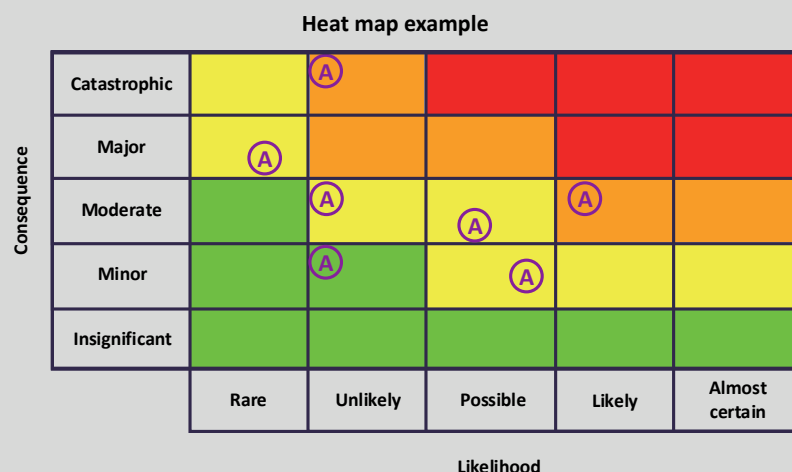 Heat map example
Consequence
Catastrophic
A
Major
A
Moderate
A
A
A
Minor
A
A
Insignificant
Rare
Unlikely
Possible
Likely
Almost
certain
Likelihood